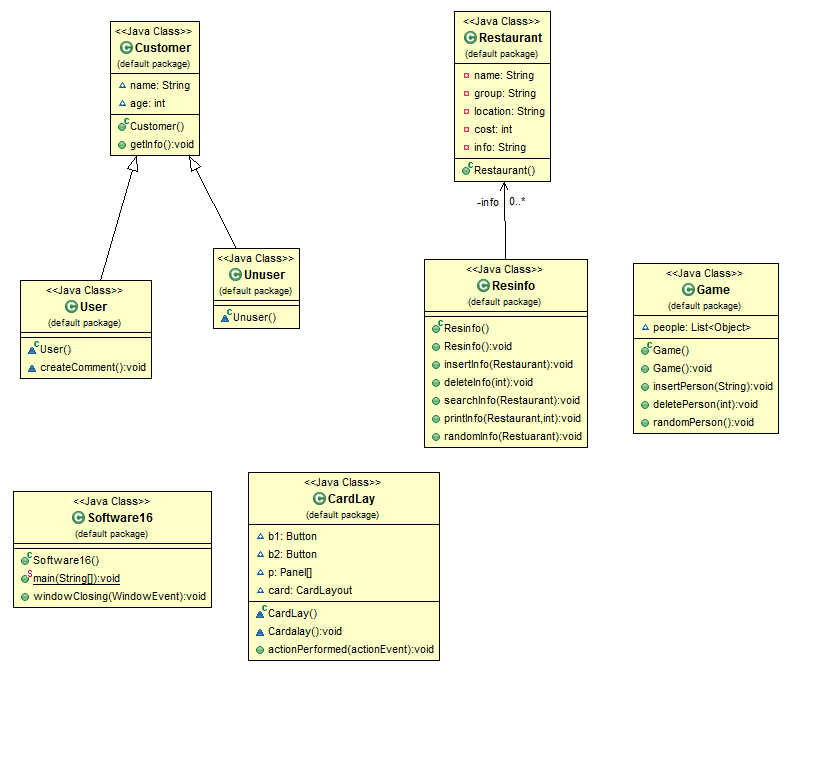 <<Java Class>>
Customer
(default package)
name: String
age: int
Customer()
getInfo():void
<<Java Class>>
Restaurant
(default package)
name: String
group: String
location: String
cost: int
info: String
Restaurant()
-info 0..*
<<Java Class>>
User
(default package)
User()
createComment():void
<<Java Class>>
Unuser
(default package)
Unuser()
<<Java Class>>
Resinfo
(default package)
Resinfo()
Resinfo():void
insertInfo(Restaurant):void
deleteInfo(int):void
searchInfo(Restaurant):void
printInfo(Restaurant,int):void
randomInfo(Restuarant):void
<<Java Class>>
Game
(default package)
people: List<Object>
Game()
Game():void
insertPerson(String):void
deletePerson(int):void
randomPerson():void
<<Java Class>>
Software16
(default package)
Software16()
main(String[]):void
windowClosing(WindowEvent):void
<<Java Class>>
CardLay
(default package)
b1: Button
b2: Button
p: Panel[]
card: CardLayout
CardLay()
Cardalay():void
actionPerformed(actionEvent):void